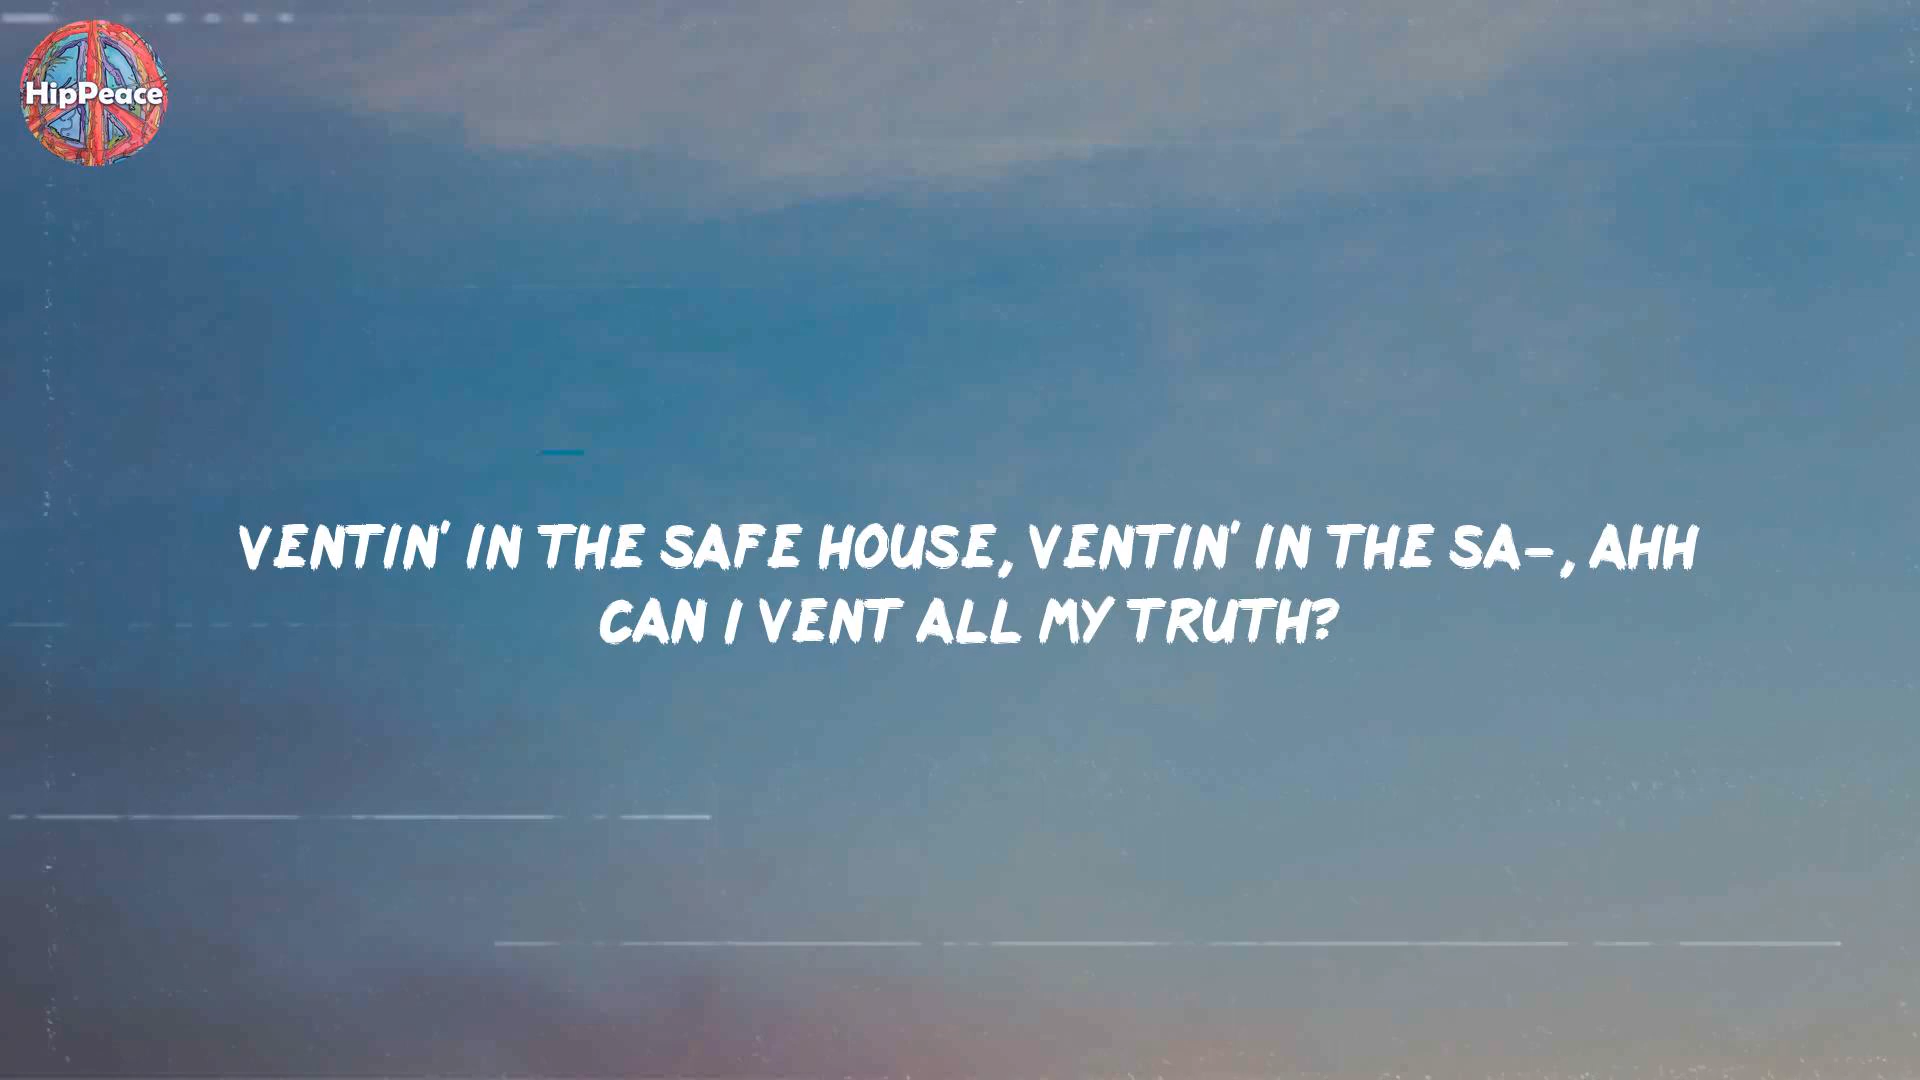 HipPeace
VENTIN' IN THE SAFE HOUSE, VENTIN' IN THE SA-, AHH
CAN I VENT ALL MY TRUTH?